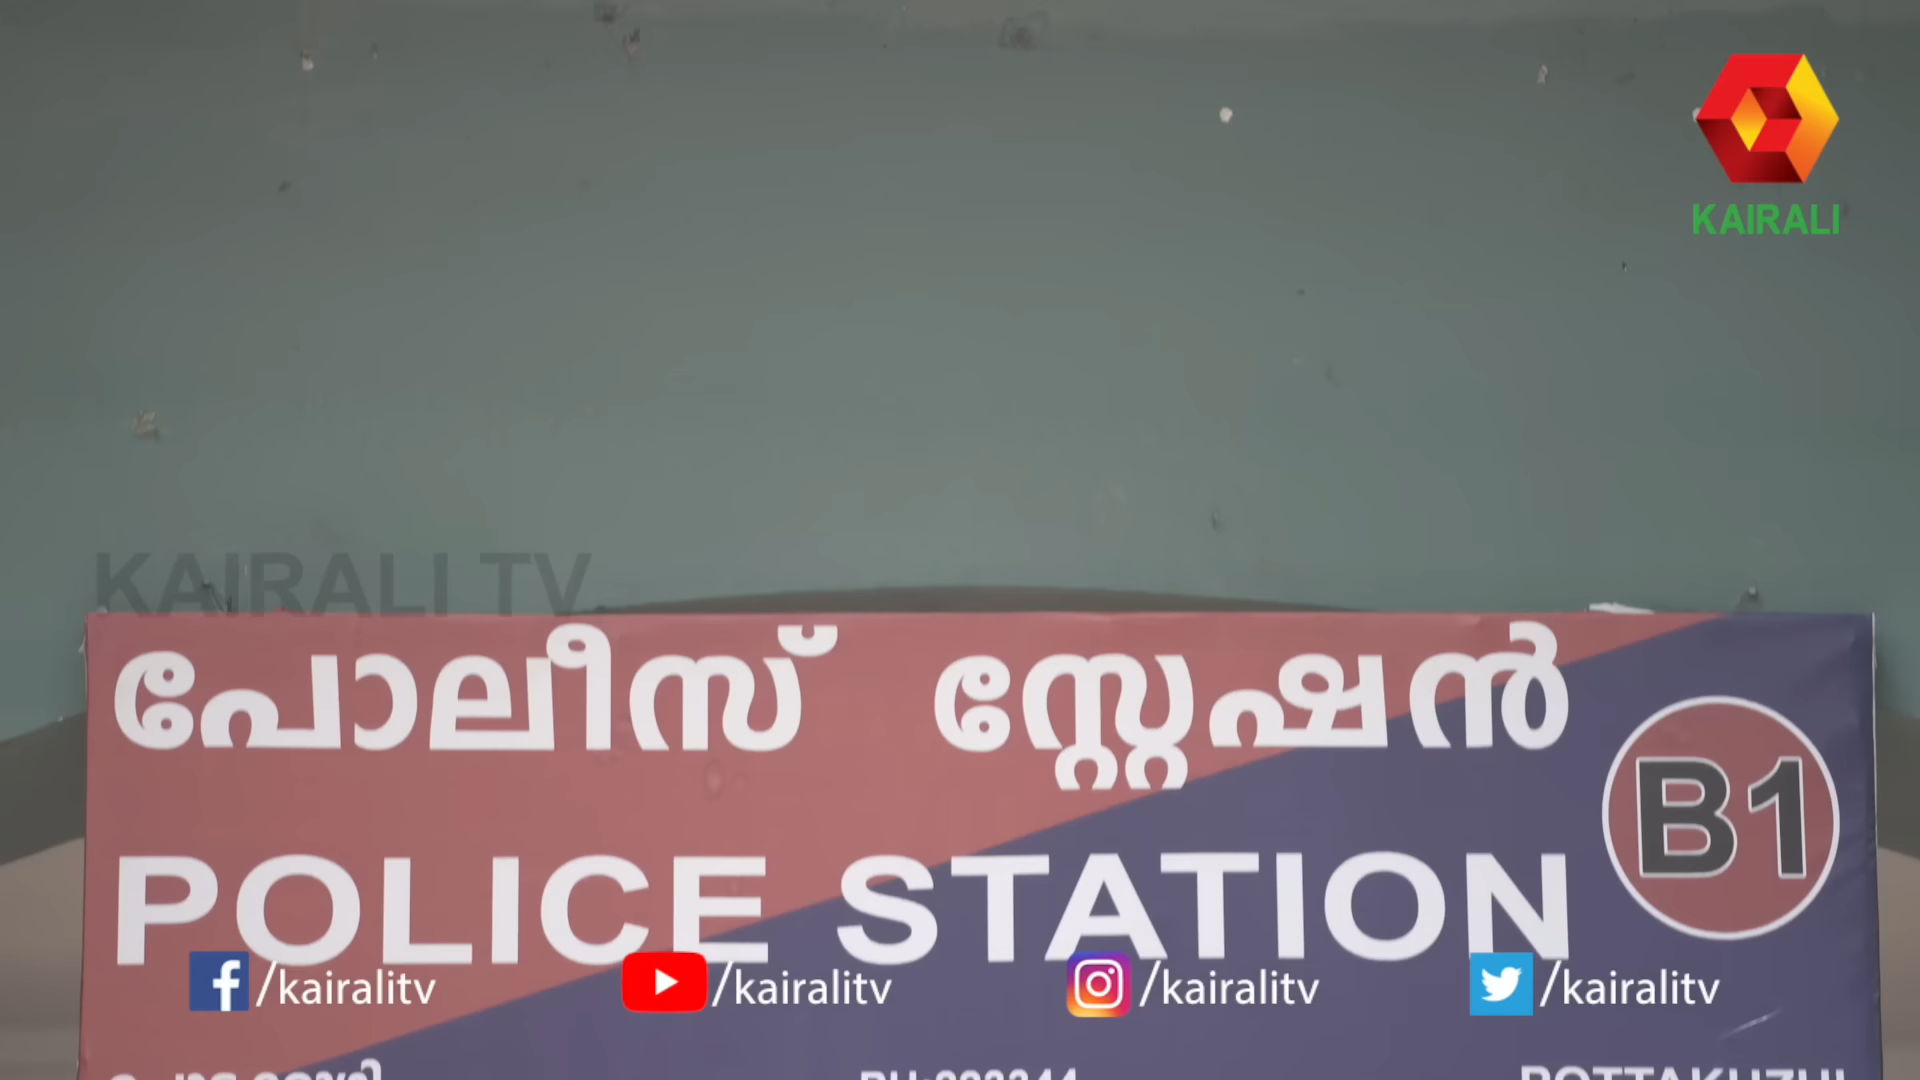 KAIRALI
KAIRALI TV
പോലീസ് സ്റ്റേഷൻ
B1
POLICE STATION
/kairalitv /kairalitv /kairalitv /kairalitv